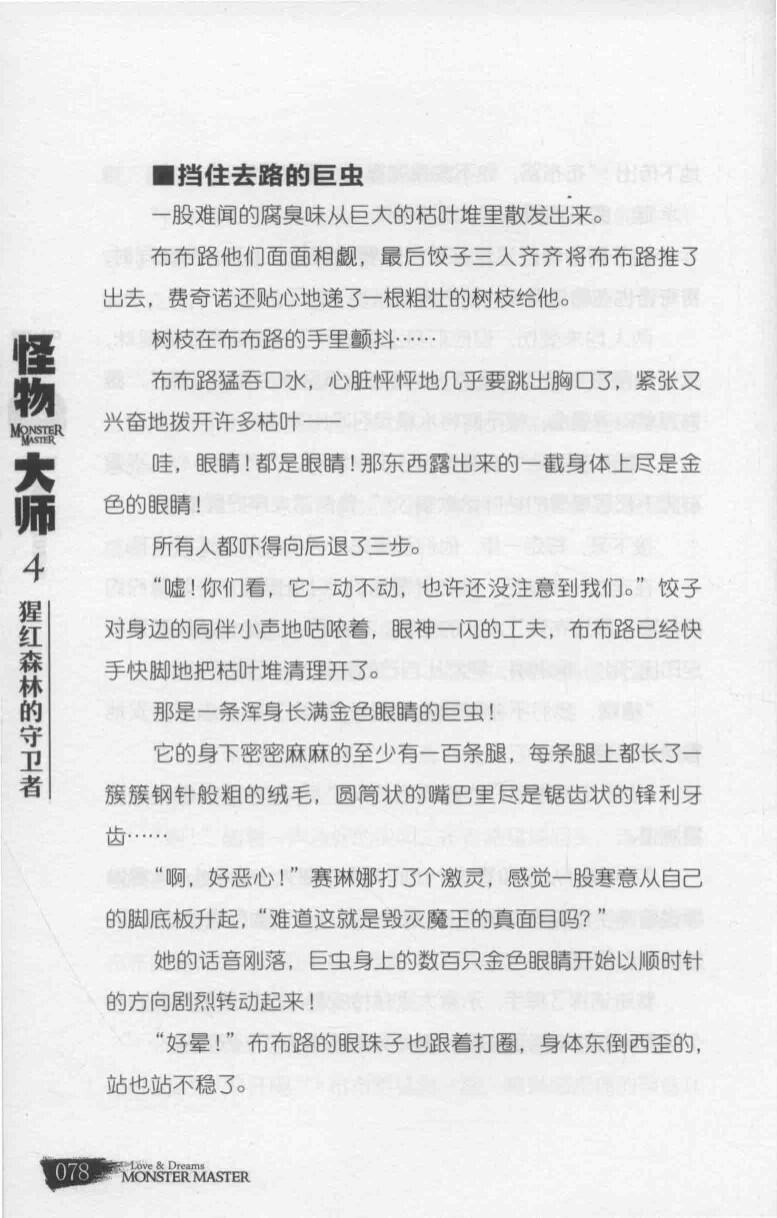 ■挡住去路的巨虫
一股难闻的腐臭味从巨大的枯叶堆里散发出来。
布布路他们面面相觑，最后饺子三人齐齐将布布路推了
出去，费奇诺还贴心地递了一根粗壮的树枝给他。
树枝在布布路的手里颤抖……
布布路猛吞口水，心脏怦怦地几乎要跳出胸口了，紧张又
兴奋地拨开许多枯叶——
哇，眼睛！都是眼睛！那东西露出来的一截身体上尽是金
色的眼睛！
所有人都吓得向后退了三步。
“嘘！你们看，它一动不动，也许还没注意到我们。”饺子
对身边的同伴小声地咕哝着，眼神一闪的工夫，布布路已经快
手快脚地把枯叶堆清理开了。
那是一条浑身长满金色眼睛的巨虫！
它的身下密密麻麻的至少有一百条腿，每条腿上都长了一
簇簇钢针般粗的绒毛，圆筒状的嘴巴里尽是锯齿状的锋利牙
齿……
“啊，好恶心！”赛琳娜打了个激灵，感觉一股寒意从自己
的脚底板升起，“难道这就是毁灭魔王的真面目吗？”
她的话音刚落，巨虫身上的数百只金色眼睛开始以顺时针
的方向剧烈转动起来！
“好晕！”布布路的眼珠子也跟着打圈，身体东倒西歪的，
站也站不稳了。
怪物
MONSTER
MASTER
大师
4
猩红森林的守卫者
078
Love & Dreams
MONSTER MASTER